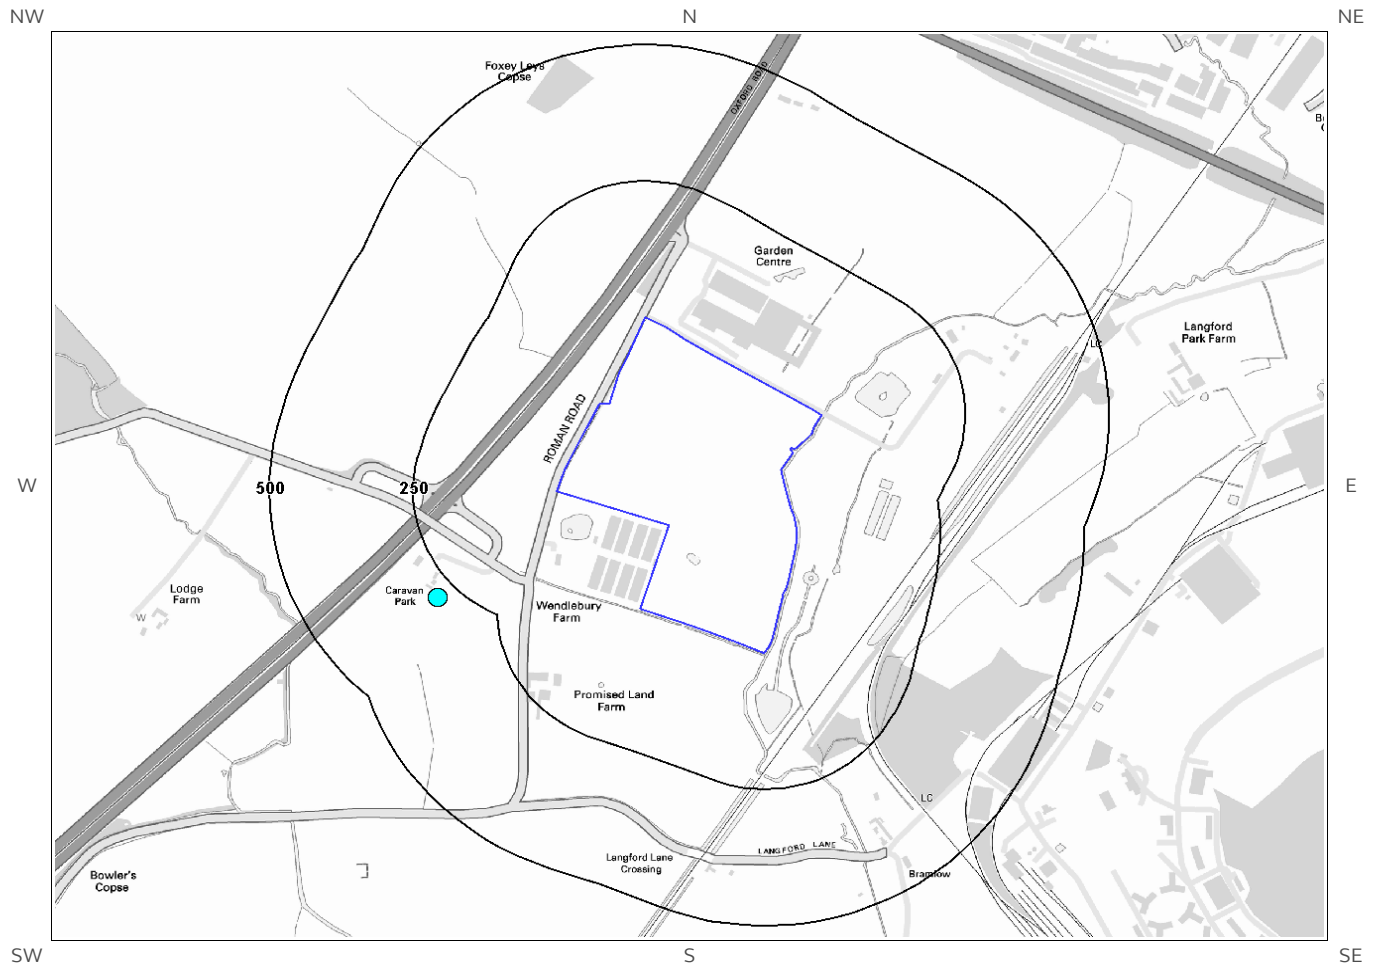 NW
N
NE
Foxey Leys
Copse
OXFORD ROAD
Garden
Centre
Langford
Park Farm
LC
ROMAN ROAD
W
500
250
E
Lodge
Farm
W
Caravan
Park
Wendlebury
Farm
Promised Land
Farm
LC
LANGFORD LANE
Langford Lane
Crossing
Bramlow
Bowler's
Copse
SW
S
SE